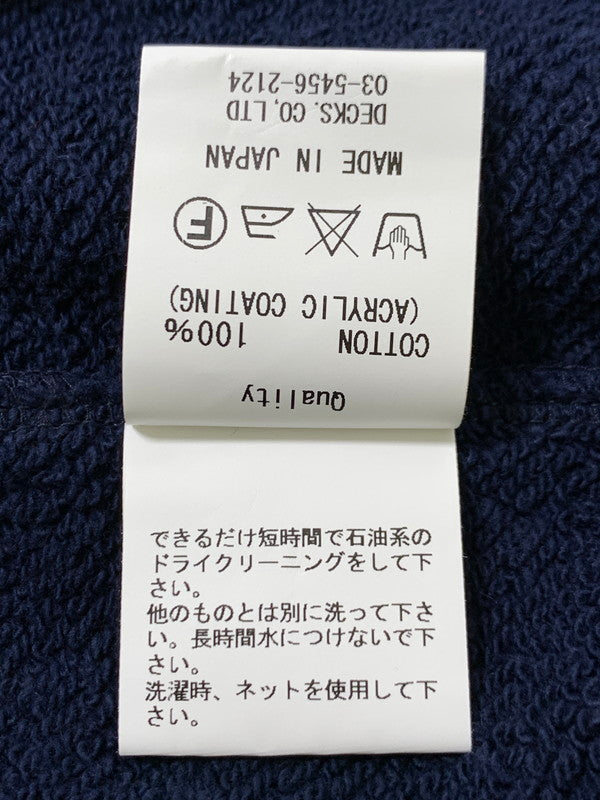 Quality
COTTON 100%
(ACRYLIC COATING)
F
MADE IN JAPAN
DECKS. CO,LTD
03-5456-2124
できるだけ短時間で石油系の
ドライクリーニングをして下
さい。
他のものとは別に洗って下さ
い。長時間水につけないで下
さい。
洗濯時、ネットを使用して下
さい。